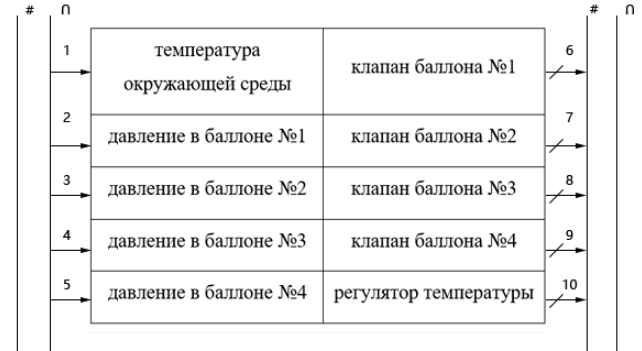 # ∩ # ∩
1 температура 6
окружающей среды клапан баллона №1
2 давление в баллоне №1 клапан баллона №2 7
3 давление в баллоне №2 клапан баллона №3 8
4 давление в баллоне №3 клапан баллона №4 9
5 давление в баллоне №4 регулятор температуры 10